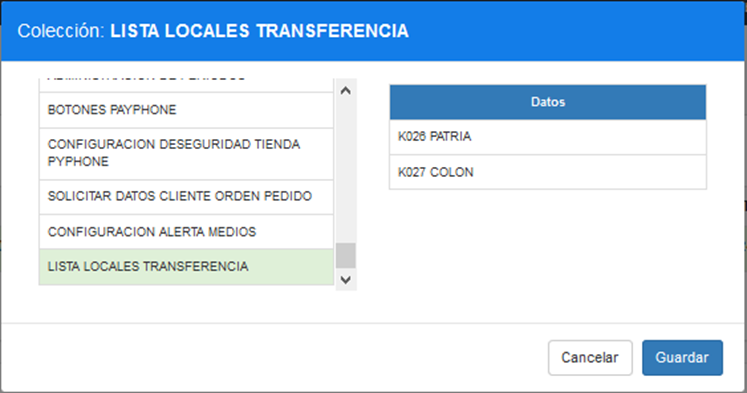 Colección: LISTA LOCALES TRANSFERENCIA
BOTONES PAYPHONE
CONFIGURACION DESEGURIDAD TIENDA
PYPHONE
SOLICITAR DATOS CLIENTE ORDEN PEDIDO
CONFIGURACION ALERTA MEDIOS
LISTA LOCALES TRANSFERENCIA
Datos
K026 PATRIA
K027 COLON
Cancelar
Guardar